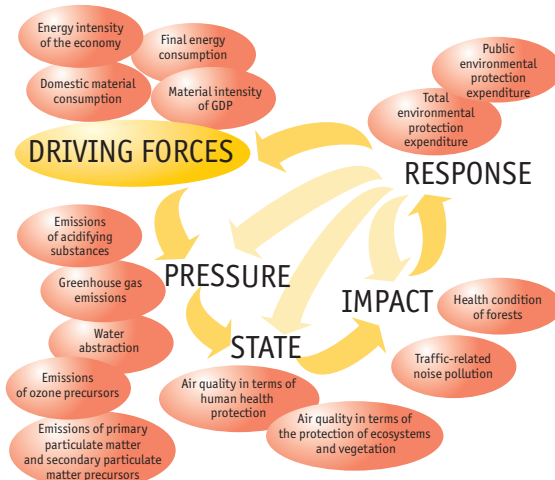 Energy intensity
of the economy
Final energy
consumption
Domestic material
consumption
Material intensity
of GDP
DRIVING FORCES
Public
environmental
protection
expenditure
Total
environmental
protection
expenditure
RESPONSE
Emissions
of acidifying
substances
PRESSURE
Greenhouse gas
emissions
Water
abstraction
Emissions
of ozone precursors
Emissions of primary
particulate matter
and secondary particulate
matter precursors
STATE
Air quality in terms of
human health
protection
Air quality in terms of
the protection of ecosystems
and vegetation
IMPACT
Health condition
of forests
Traffic-related
noise pollution